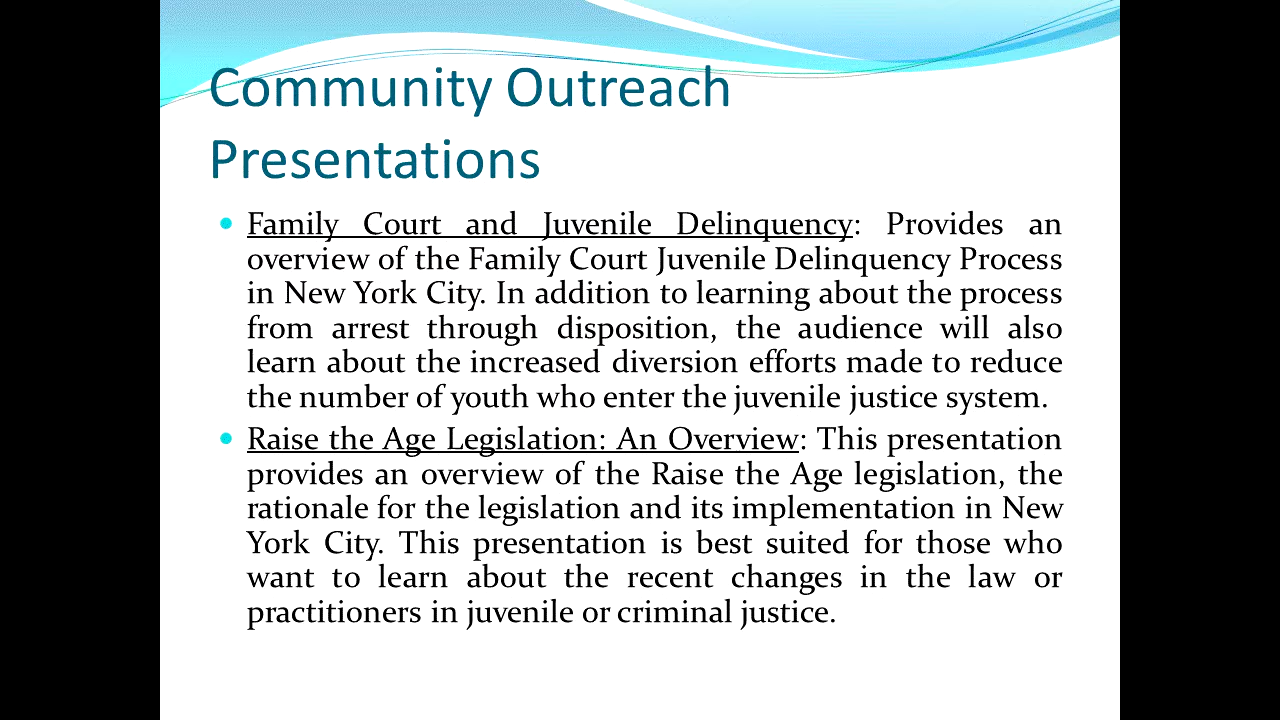 Community Outreach
Presentations
Family Court and Juvenile Delinquency: Provides an
overview of the Family Court Juvenile Delinquency Process
in New York City. In addition to learning about the process
from arrest through disposition, the audience will also
learn about the increased diversion efforts made to reduce
the number of youth who enter the juvenile justice system.
Raise the Age Legislation: An Overview: This presentation
provides an overview of the Raise the Age legislation, the
rationale for the legislation and its implementation in New
York City. This presentation is best suited for those who
want to learn about the recent changes in the law or
practitioners in juvenile or criminal justice.